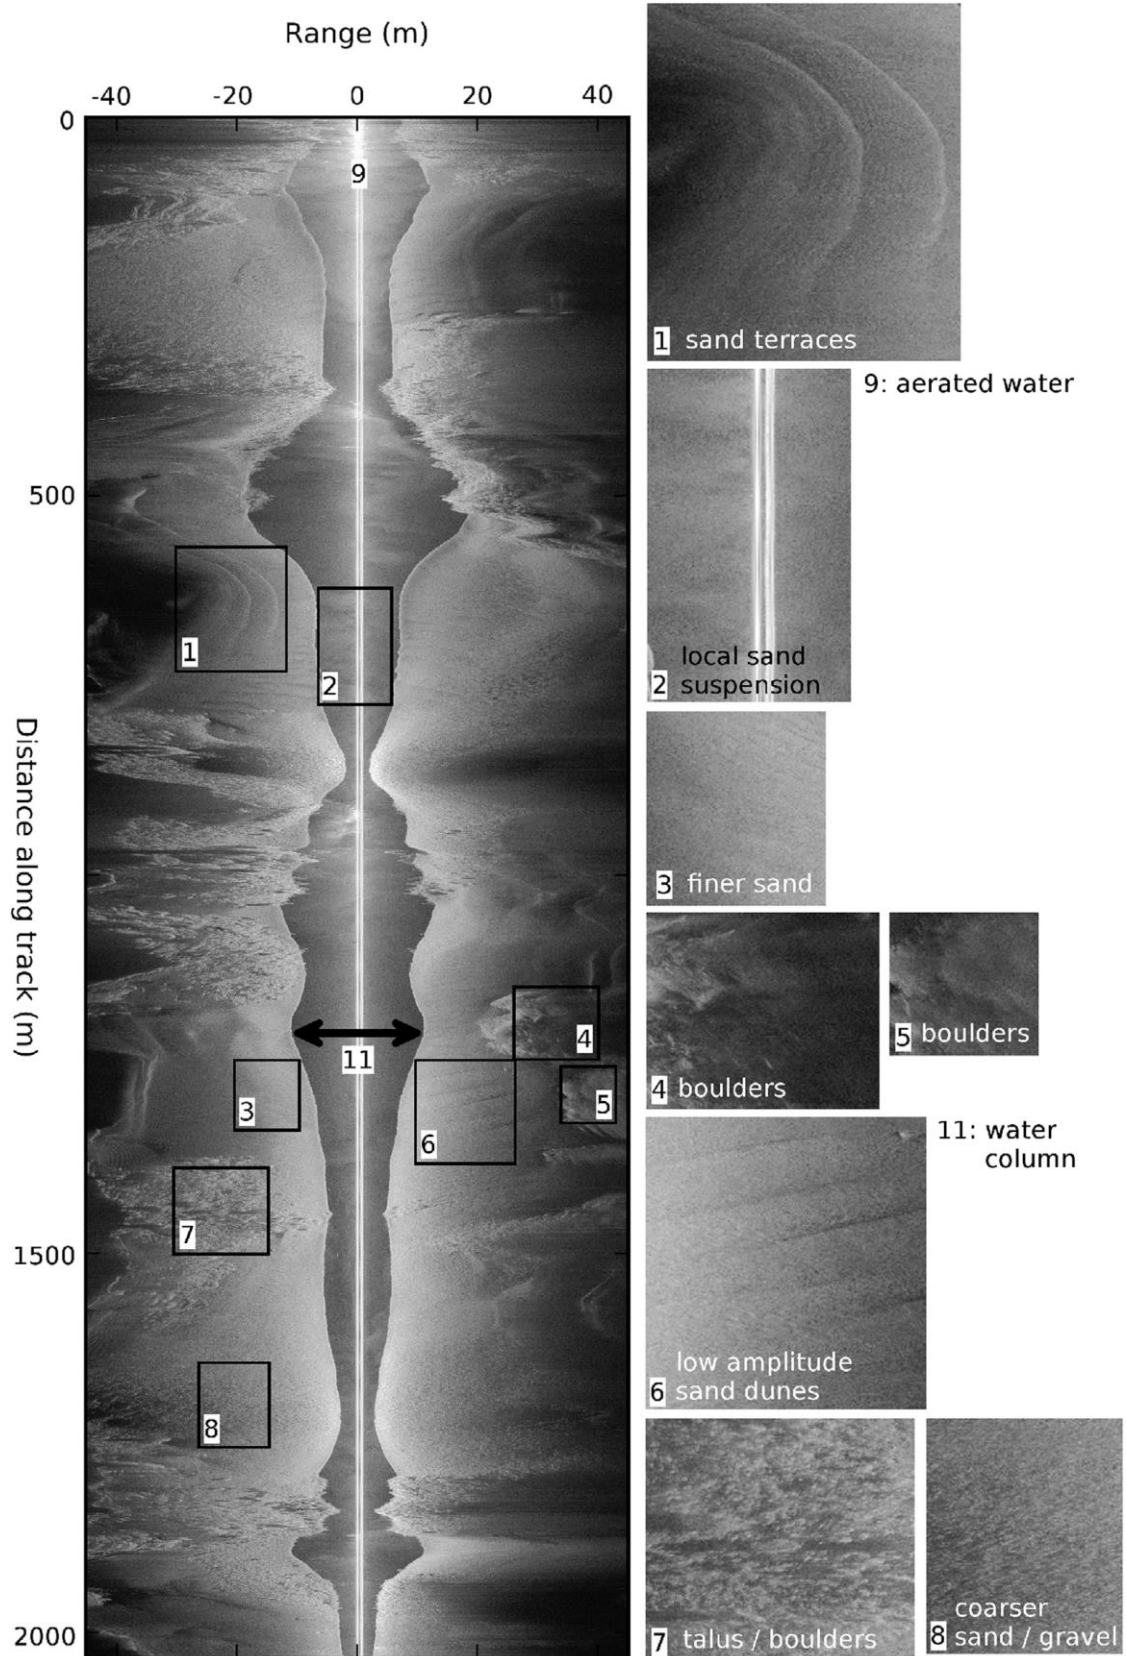 Range (m)
-40 -20 0 20 40
0
500
1500
2000
Distance along track (m)
9
1
2
11
3
4
5
6
7
8
1 sand terraces
9: aerated water
local sand
2 suspension
3 finer sand
4 boulders
5 boulders
11: water
column
low amplitude
6 sand dunes
7 talus / boulders
coarser
8 sand / gravel